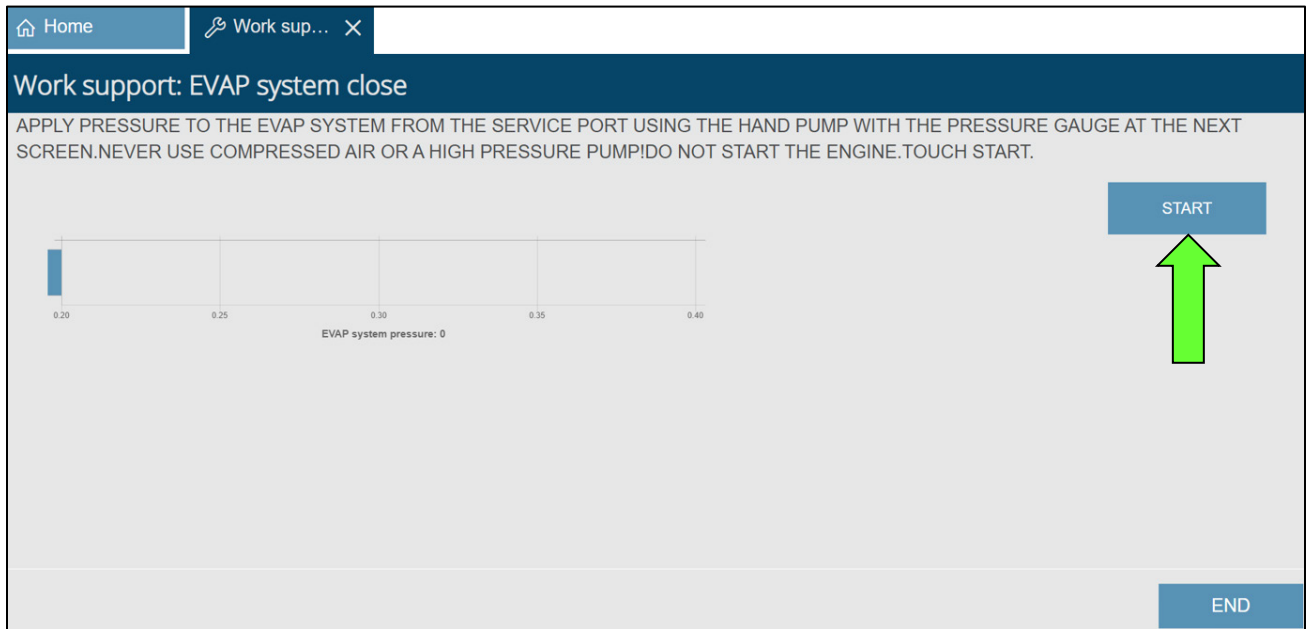 Home
Work sup...
Work support: EVAP system close
APPLY PRESSURE TO THE EVAP SYSTEM FROM THE SERVICE PORT USING THE HAND PUMP WITH THE PRESSURE GAUGE AT THE NEXT
SCREEN.NEVER USE COMPRESSED AIR OR A HIGH PRESSURE PUMP!DO NOT START THE ENGINE.TOUCH START.
START
0.20 0.25 0.30 0.35 0.40
EVAP system pressure: 0
END